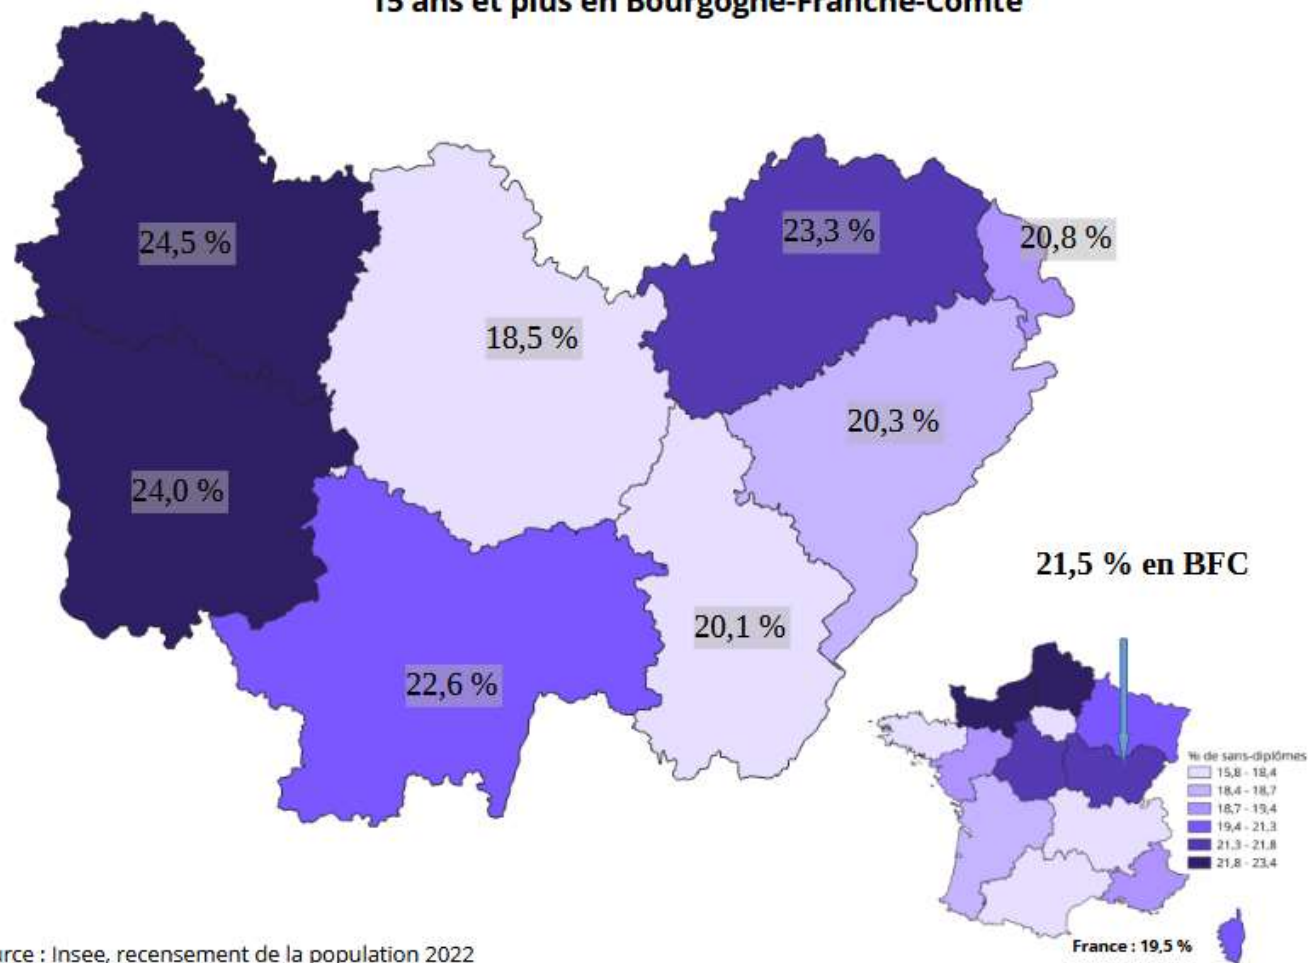 15 ans et plus en Bourgogne-Franche-Comté
24,5 %
23,3 %
20,8 %
18,5 %
20,3 %
24,0 %
21,5 % en BFC
20,1 %
22,6 %
% de sans-diplômes
15,8 - 18,4
18,4 - 18,7
18,7 - 19,4
19,4 - 21,3
21,3 - 21,8
21,8 - 23,4
France : 19,5 %
urce : Insee, recensement de la population 2022